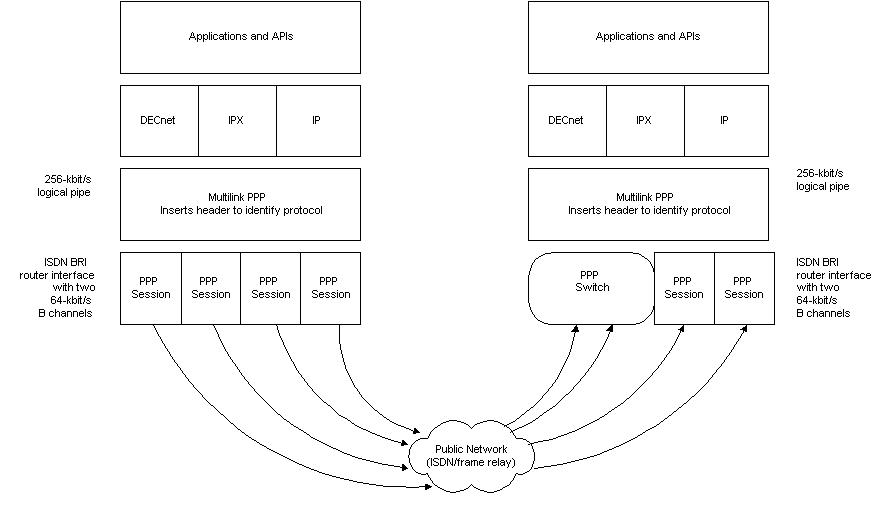 Applications and APIs
DECnet
IPX
IP
256-kbit/s
logical pipe
Multilink PPP
Inserts header to identify protocol
ISDN BRI
router interface
with two
64-kbit/s
B channels
PPP
Session
PPP
Session
PPP
Session
PPP
Session
Applications and APIs
DECnet
IPX
IP
Multilink PPP
Inserts header to identify protocol
256-kbit/s
logical pipe
PPP
Switch
PPP
Session
PPP
Session
ISDN BRI
router interface
with two
64-kbit/s
B channels
Public Network
(ISDN/frame relay)